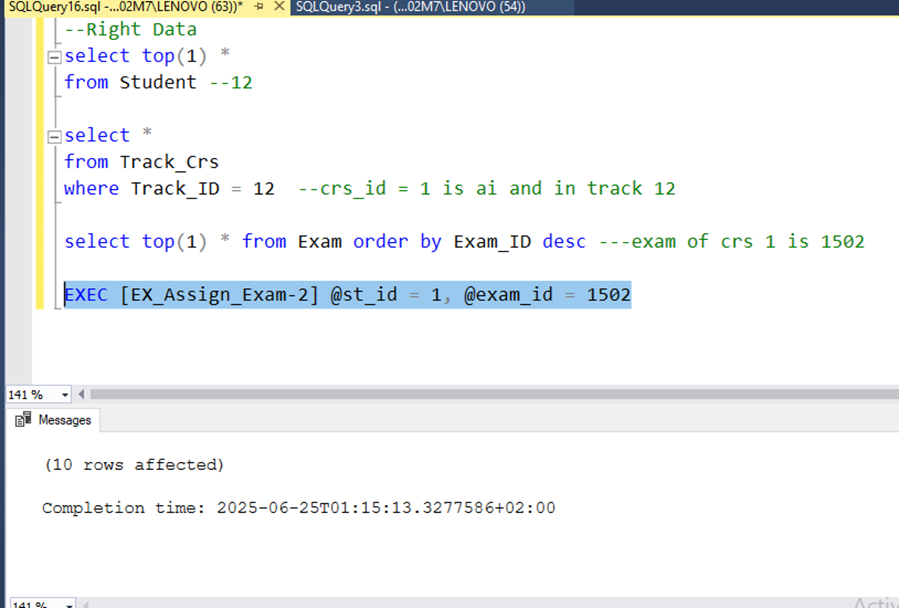 SQLQuery16.sql -...02M7\LENOVO (63))* SQLQuery3.sql - (...02M7\LENOVO (54))
--Right Data
select top(1) *
from Student --12
select *
from Track_Crs
where Track_ID = 12  --crs_id = 1 is ai and in track 12
select top(1) * from Exam order by Exam_ID desc ---exam of crs 1 is 1502
EXEC [EX_Assign_Exam-2] @st_id = 1, @exam_id = 1502
141 %
Messages
(10 rows affected)
Completion time: 2025-06-25T01:15:13.3277586+02:00
141 %